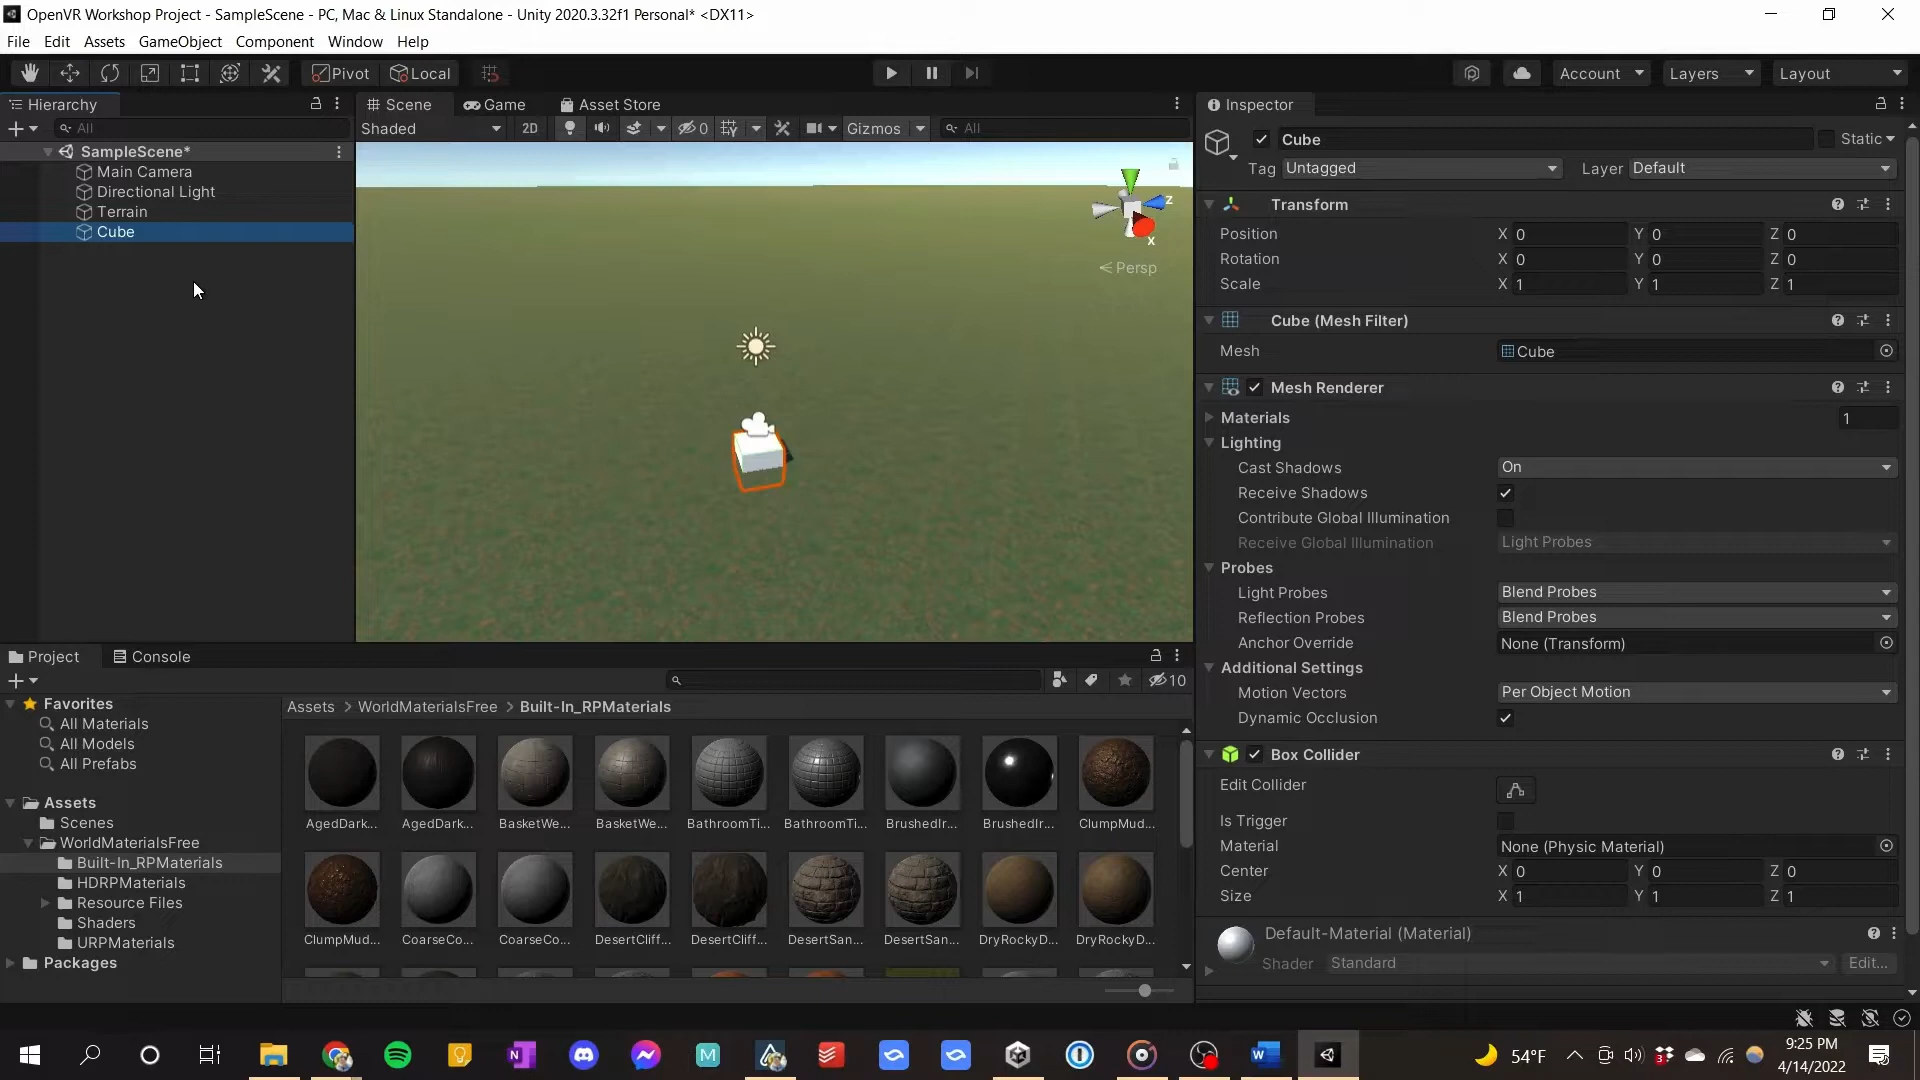 OpenVR Workshop Project - SampleScene - PC, Mac & Linux Standalone - Unity 2020.3.32f1 Personal* <DX11>
File Edit Assets GameObject Component Window Help
Pivot Local Account Layers Layout
Hierarchy
All
SampleScene*
Main Camera
Directional Light
Terrain
Cube
Scene Game Asset Store
Shaded 2D 0 Gizmos All
z
x
< Persp
Inspector
Cube Static
Tag Untagged Layer Default
Transform
Position X 0 Y 0 Z 0
Rotation X 0 Y 0 Z 0
Scale X 1 Y 1 Z 1
Cube (Mesh Filter)
Mesh Cube
Mesh Renderer
Materials 1
Lighting
Cast Shadows On
Receive Shadows
Contribute Global Illumination
Receive Global Illumination Light Probes
Probes
Light Probes Blend Probes
Reflection Probes Blend Probes
Anchor Override None (Transform)
Additional Settings
Motion Vectors Per Object Motion
Dynamic Occlusion
Box Collider
Edit Collider
Is Trigger
Material None (Physic Material)
Center X 0 Y 0 Z 0
Size X 1 Y 1 Z 1
Default-Material (Material)
Shader Standard Edit...
Project Console
10
Favorites
All Materials
All Models
All Prefabs
Assets
Scenes
WorldMaterialsFree
Built-In_RPMaterials
HDRPMaterials
Resource Files
Shaders
URPMaterials
Packages
Assets > WorldMaterialsFree > Built-In_RPMaterials
AgedDark... AgedDark... BasketWe... BasketWe... BathroomTi... BathroomTi... BrushedIr... BrushedIr... ClumpMud...
ClumpMud... CoarseCo... CoarseCo... DesertCliff... DesertCliff... DesertSan... DesertSan... DryRockyD... DryRockyD...
54°F
9:25 PM
4/14/2022